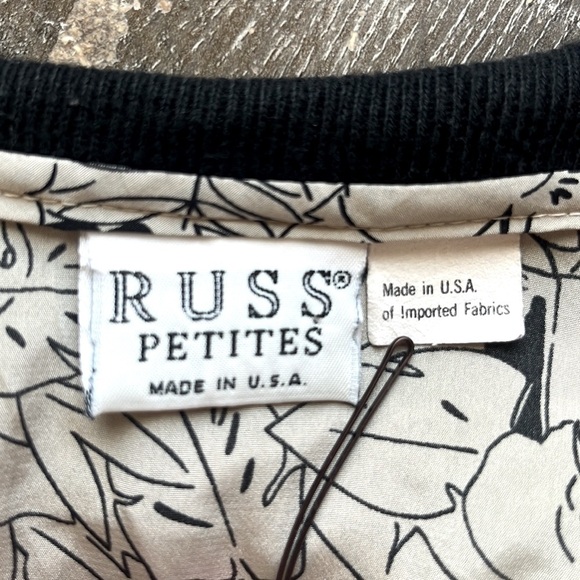 RUSS®
PETITES
MADE IN U.S.A.
Made in U.S.A.
of Imported Fabrics